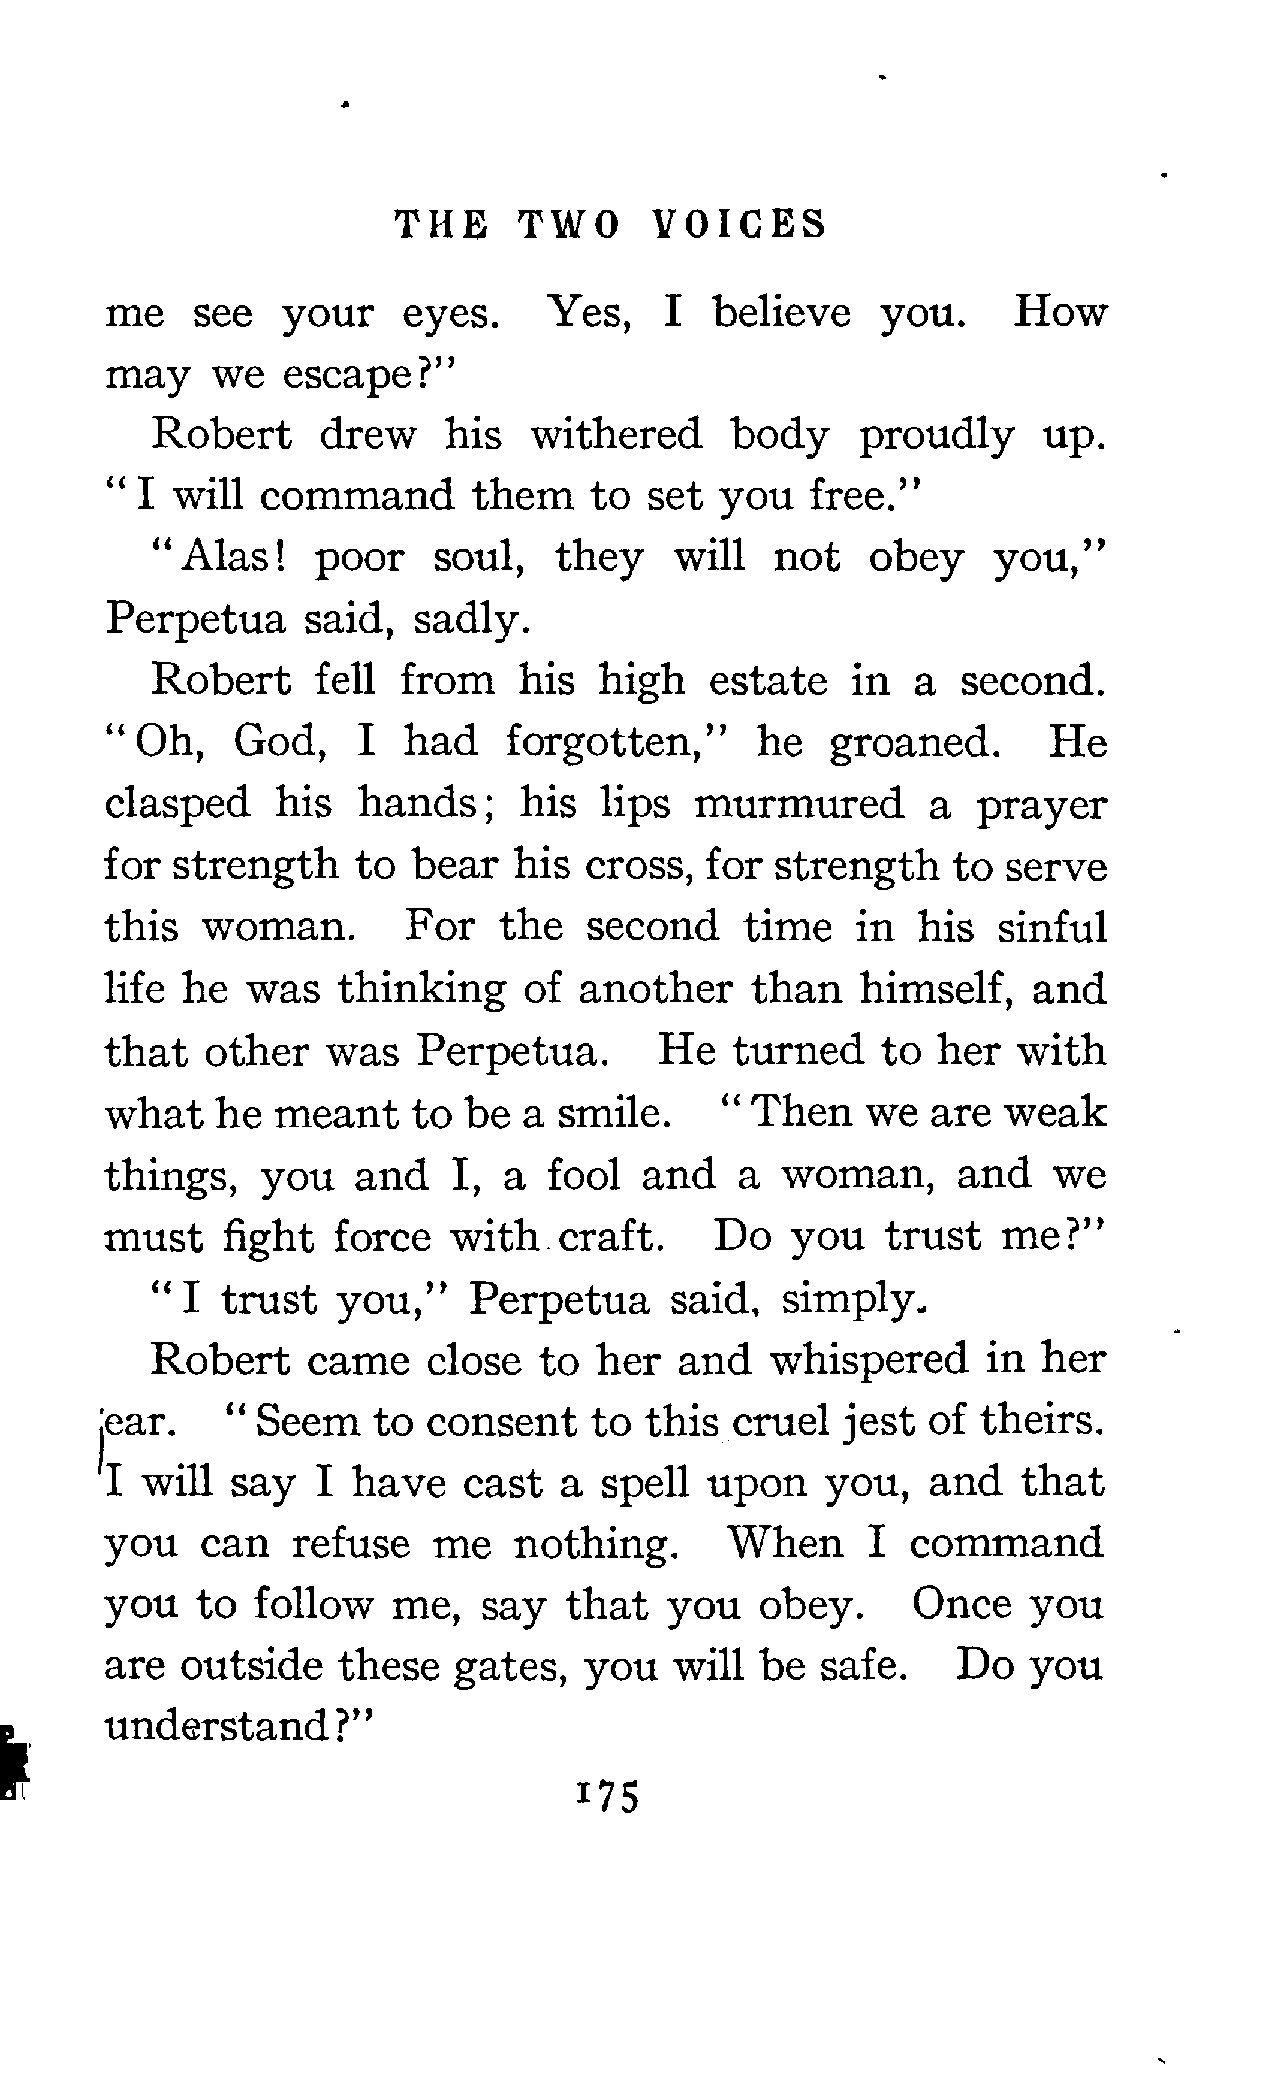 THE TWO VOICES
me see your eyes. Yes, I believe you. How
may we escape?"
Robert drew his withered body proudly up.
"I will command them to set you free."
"Alas! poor soul, they will not obey you,"
Perpetua said, sadly.
Robert fell from his high estate in a second.
"Oh, God, I had forgotten," he groaned. He
clasped his hands; his lips murmured a prayer
for strength to bear his cross, for strength to serve
this woman. For the second time in his sinful
life he was thinking of another than himself, and
that other was Perpetua. He turned to her with
what he meant to be a smile. "Then we are weak
things, you and I, a fool and a woman, and we
must fight force with craft. Do you trust me?"
"I trust you," Perpetua said, simply.
Robert came close to her and whispered in her
ear. "Seem to consent to this cruel jest of theirs.
I will say I have cast a spell upon you, and that
you can refuse me nothing. When I command
you to follow me, say that you obey. Once you
are outside these gates, you will be safe. Do you
understand?"
175